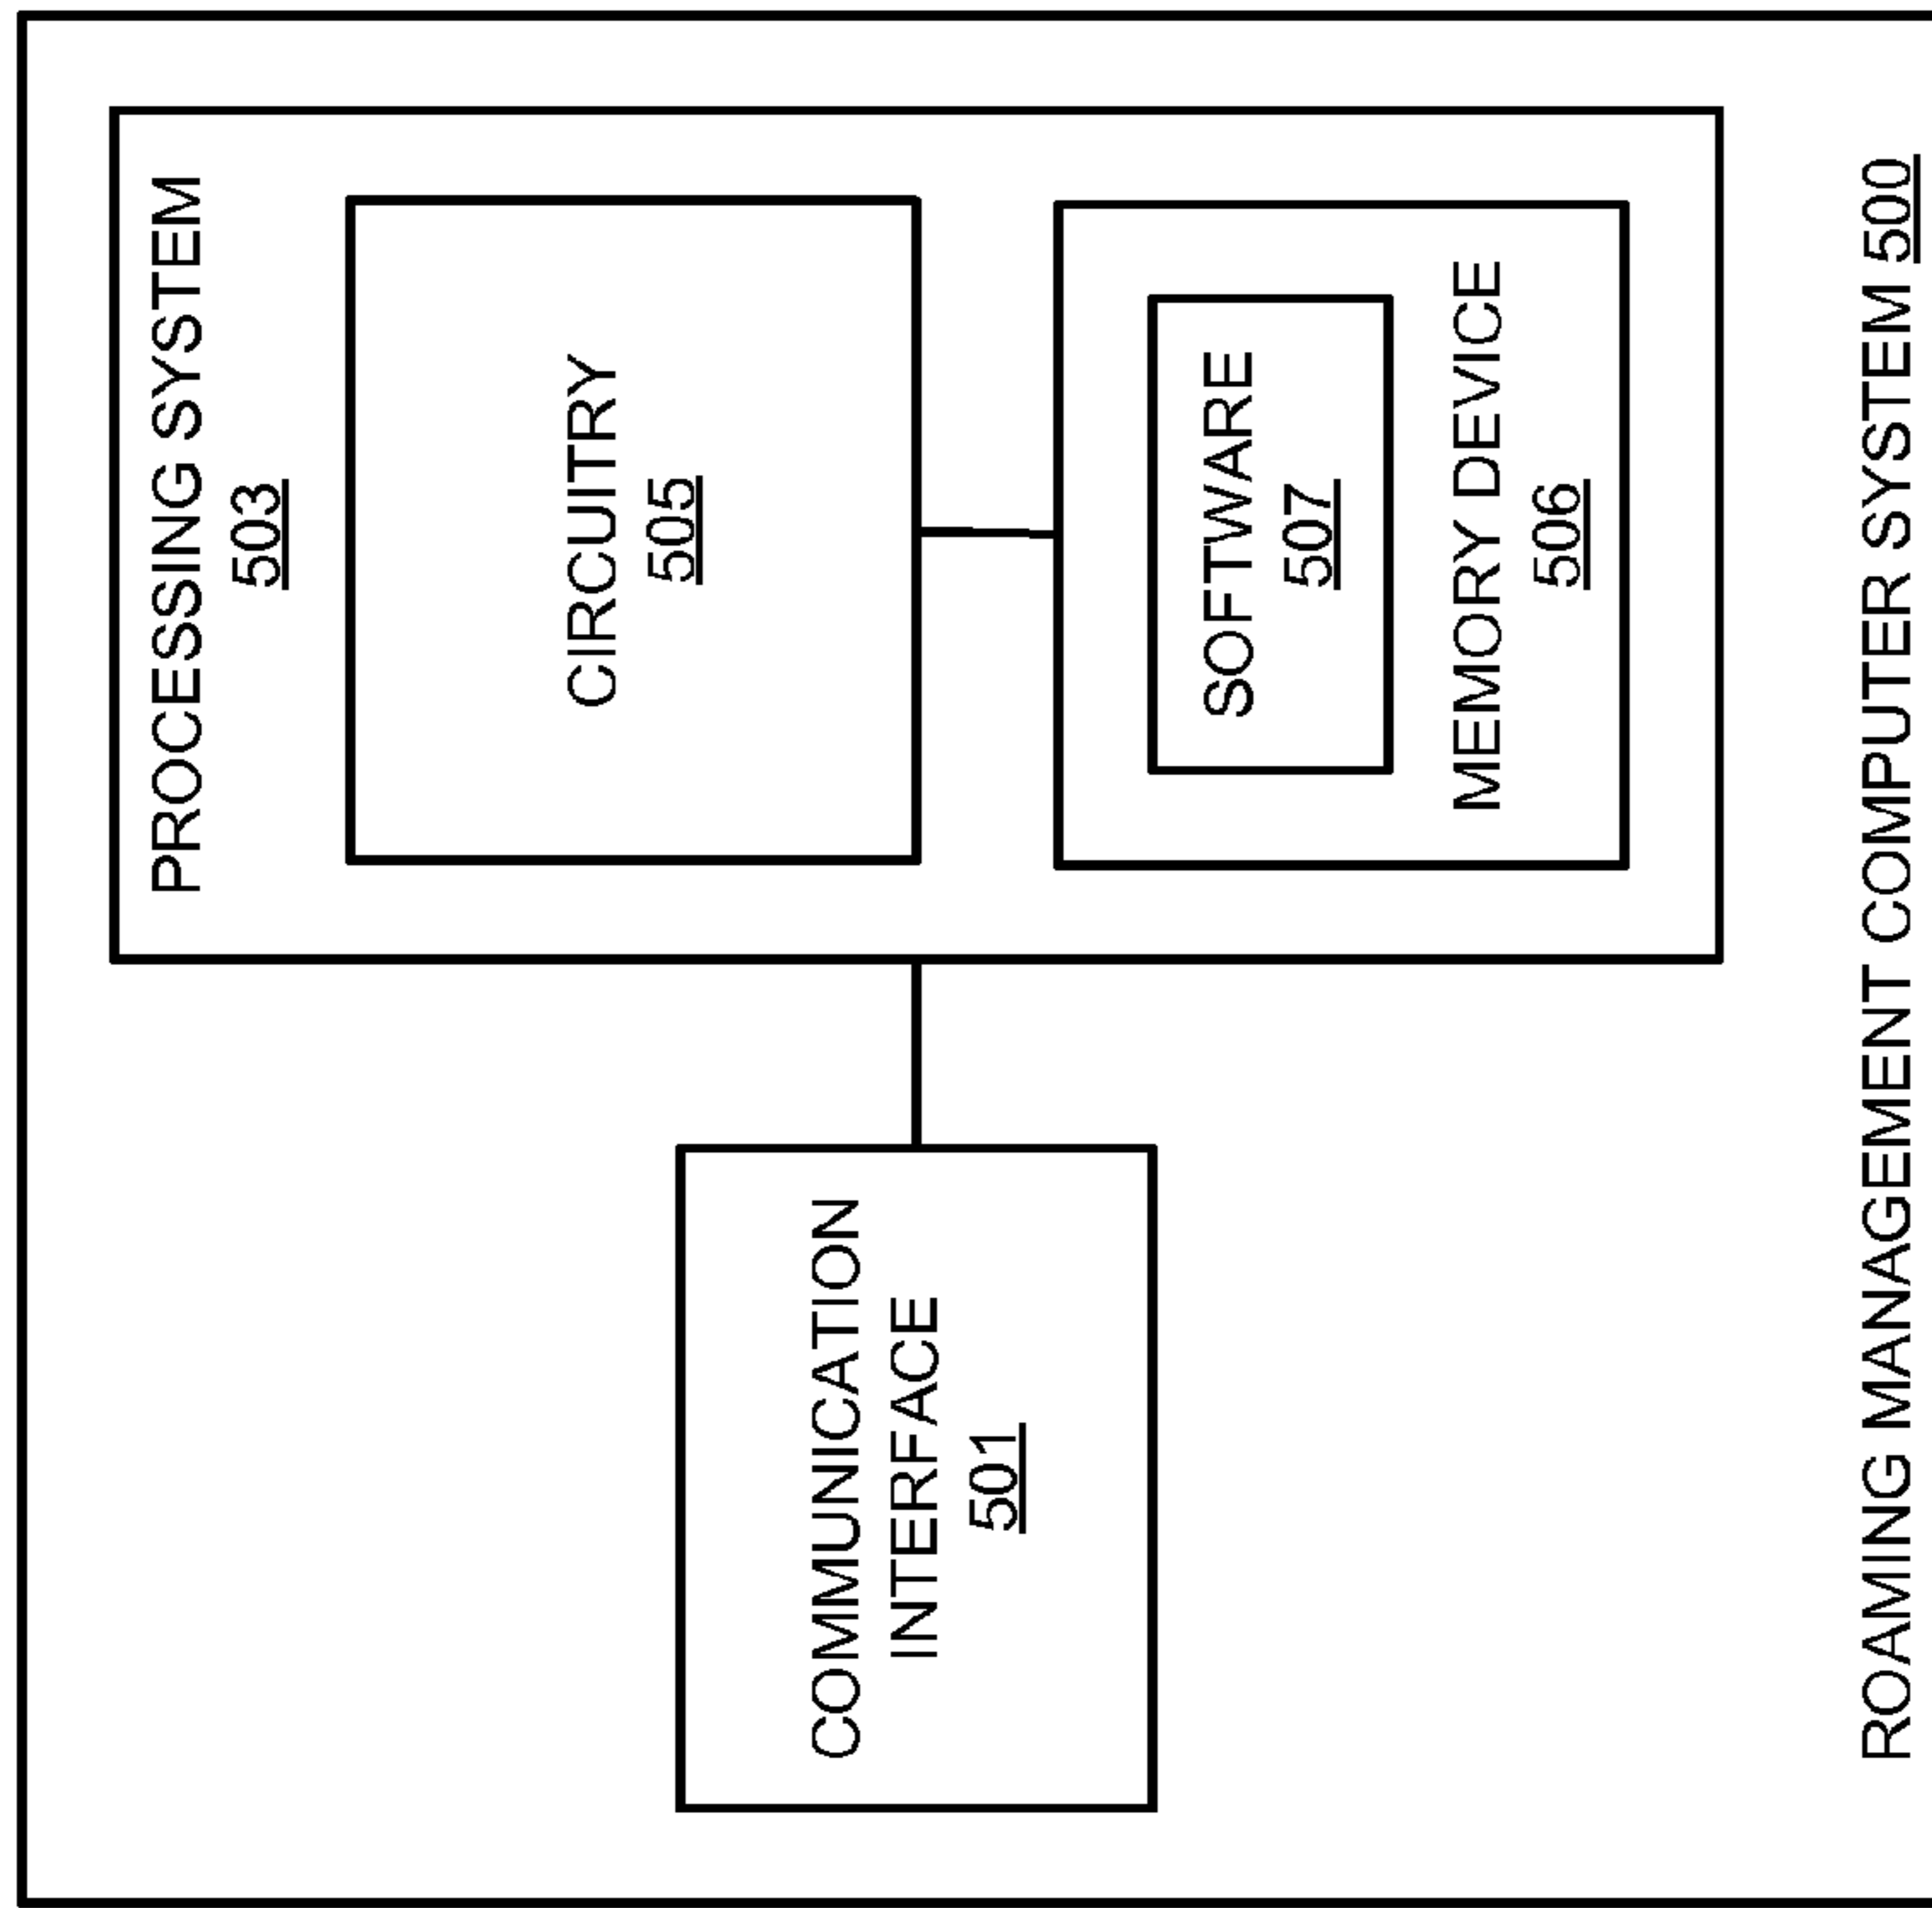 PROCESSING SYSTEM
503
CIRCUITRY
505
COMMUNICATION
INTERFACE
501
SOFTWARE
507
MEMORY DEVICE
506
ROAMING MANAGEMENT COMPUTER SYSTEM 500